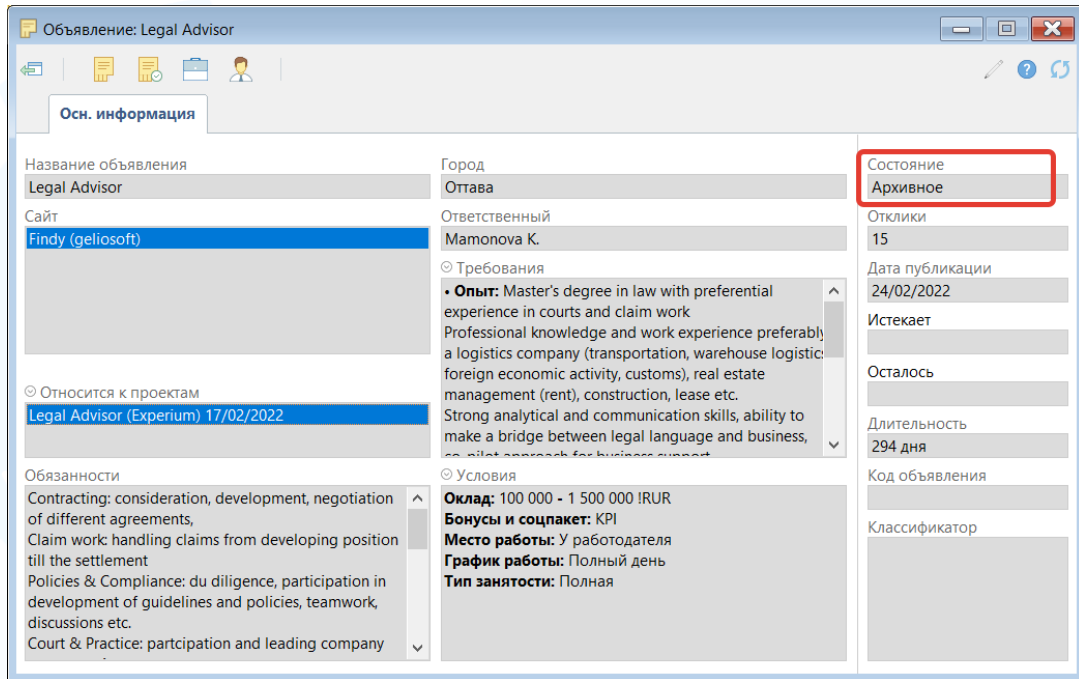 Объявление: Legal Advisor
Осн. информация
Название объявления
Legal Advisor
Сайт
Findy (geliosoft)
Относится к проектам
Legal Advisor (Experium) 17/02/2022
Обязанности
Contracting: consideration, development, negotiation
of different agreements,
Claim work: handling claims from developing position
till the settlement
Policies & Compliance: du diligence, participation in
development of guidelines and policies, teamwork,
discussions etc.
Court & Practice: partcipation and leading company
Город
Оттава
Ответственный
Mamonova K.
Требования
• Опыт: Master's degree in law with preferential
experience in courts and claim work
Professional knowledge and work experience preferably
a logistics company (transportation, warehouse logistics
foreign economic activity, customs), real estate
management (rent), construction, lease etc.
Strong analytical and communication skills, ability to
make a bridge between legal language and business,
co-pilot approach for business support
Условия
Оклад: 100 000 - 1 500 000 !RUR
Бонусы и соцпакет: KPI
Место работы: У работодателя
График работы: Полный день
Тип занятости: Полная
Состояние
Архивное
Отклики
15
Дата публикации
24/02/2022
Истекает
Осталось
Длительность
294 дня
Код объявления
Классификатор